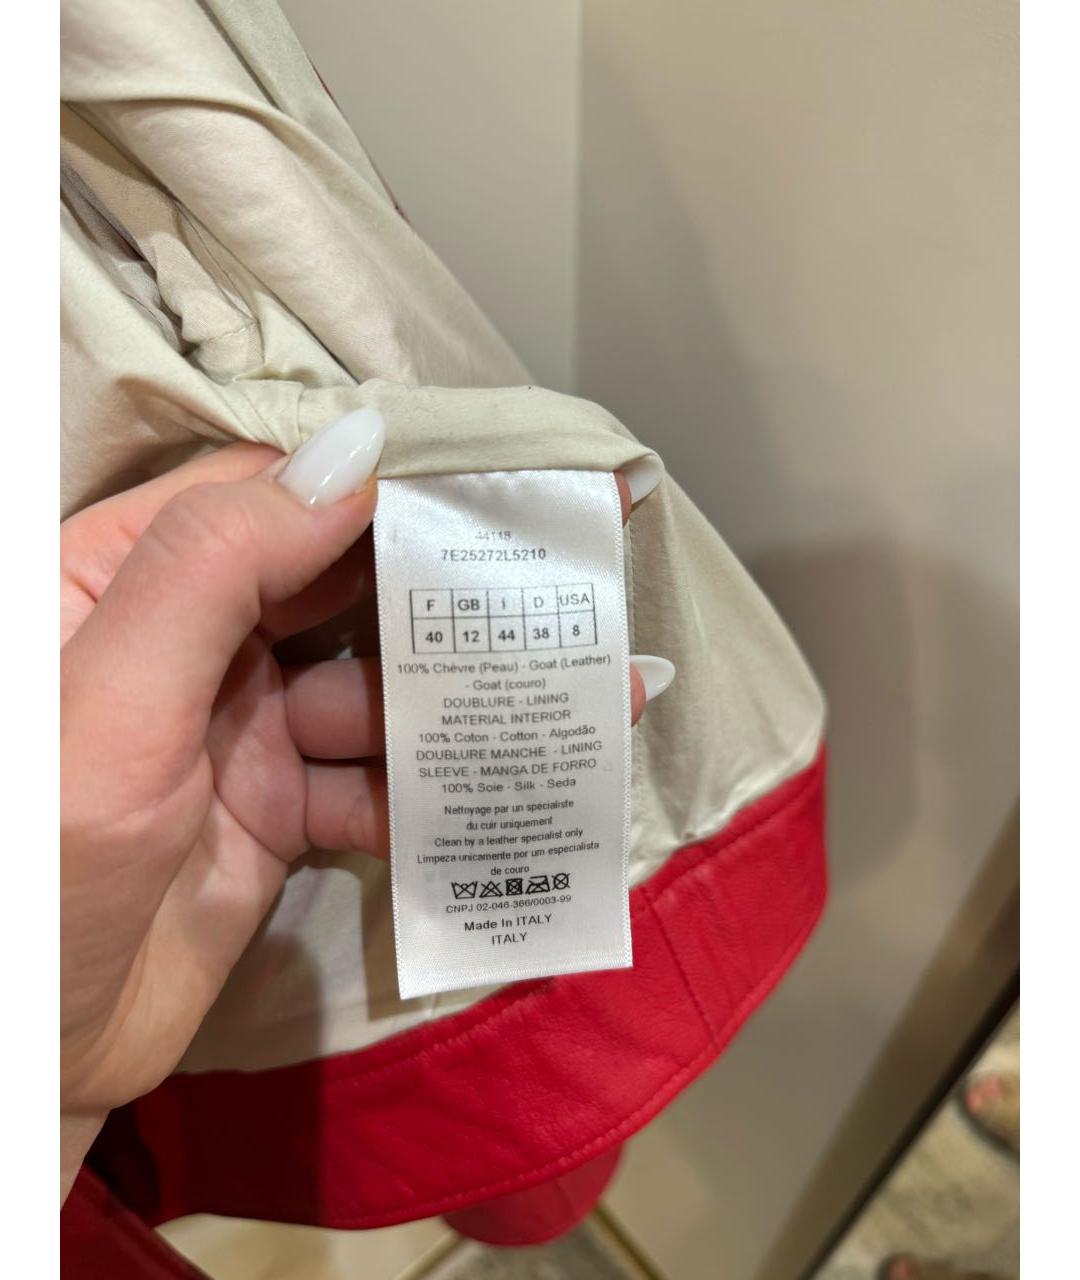 44118
7E25272L5210
F GB I D USA
40 12 44 38 8
100% Chèvre (Peau) - Goat (Leather)
- Goat (couro)
DOUBLURE - LINING
MATERIAL INTERIOR
100% Coton - Cotton - Algodão
DOUBLURE MANCHE - LINING
SLEEVE - MANGA DE FORRO
100% Soie - Silk - Seda
Nettoyage par un spécialiste
du cuir uniquement
Clean by a leather specialist only
Limpeza unicamente por um especialista
de couro
CNPJ 02-046-366/0003-99
Made In ITALY
ITALY